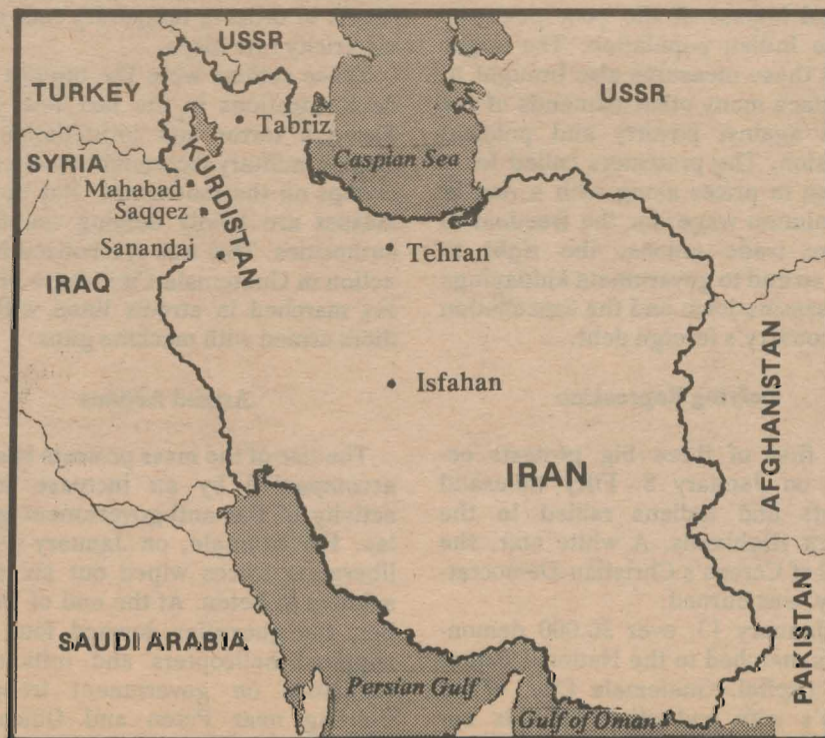 USSR
TURKEY
USSR
Tabriz
SYRIA
Caspian Sea
KURDISTAN
Mahabad
Saqqez
Sanandaj
Tehran
IRAQ
AFGHANISTAN
Isfahan
IRAN
PAKISTAN
SAUDI ARABIA
Persian Gulf
Gulf of Oman